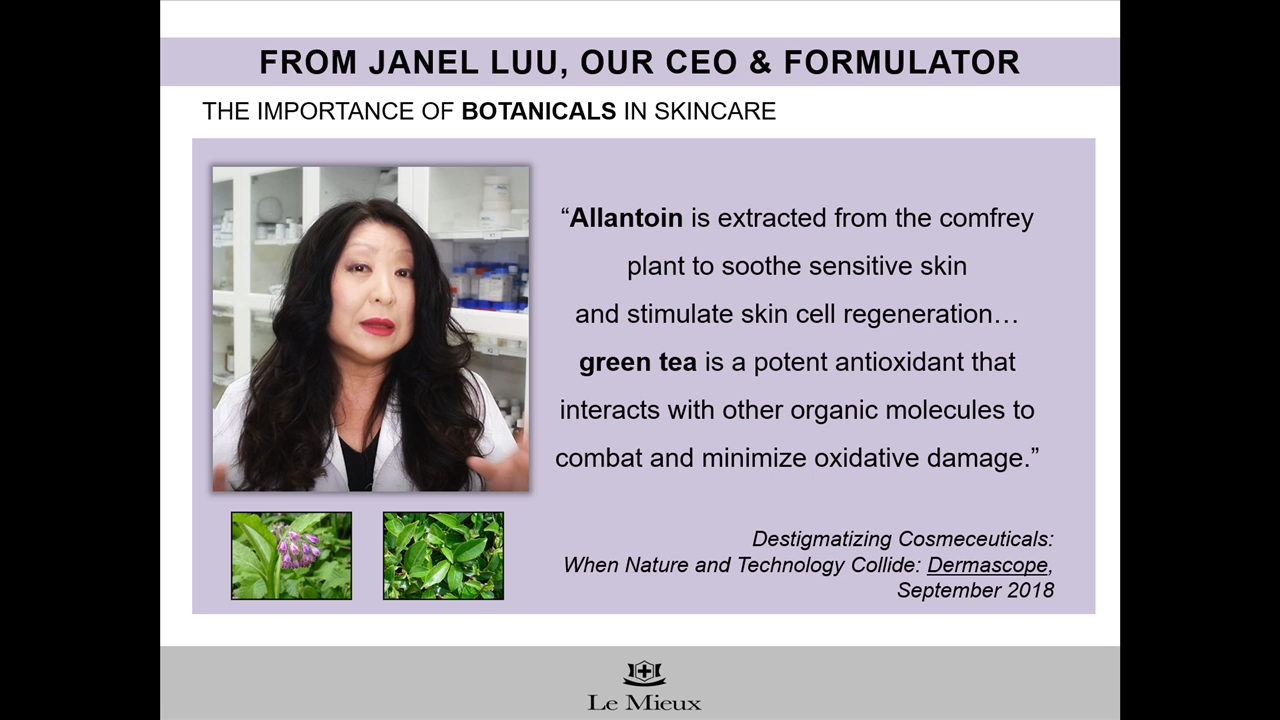 FROM JANEL LUU, OUR CEO & FORMULATOR
THE IMPORTANCE OF BOTANICALS IN SKINCARE
“Allantoin is extracted from the comfrey
plant to soothe sensitive skin
and stimulate skin cell regeneration…
green tea is a potent antioxidant that
interacts with other organic molecules to
combat and minimize oxidative damage.”
Destigmatizing Cosmeceuticals:
When Nature and Technology Collide: Dermascope,
September 2018
Le Mieux